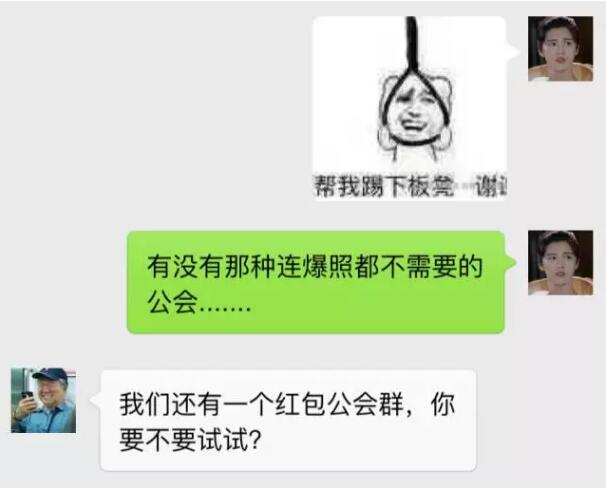 帮我踢下板凳 谢谢
有没有那种连爆照都不需要的
公会.......
我们还有一个红包公会群，你
要不要试试？